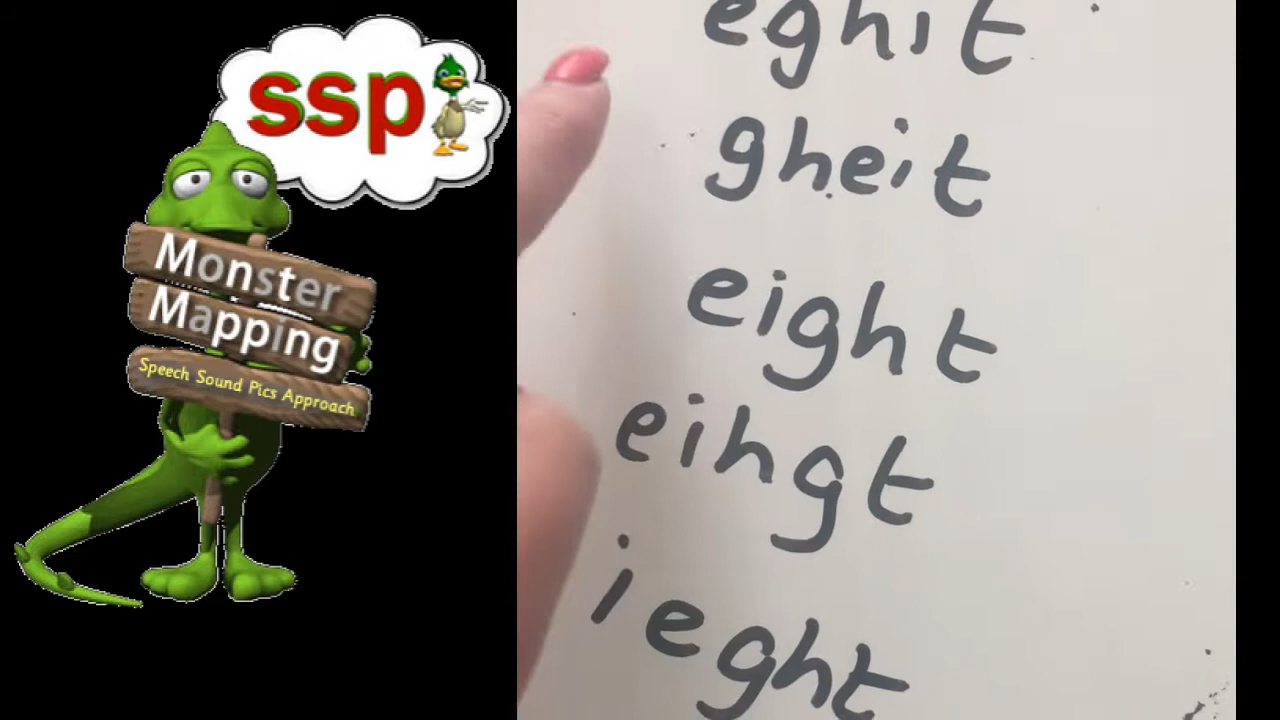 ssp
Monster
Mapping
Speech Sound Pics Approach
eghit
gheit
eight
eihgt
ieght